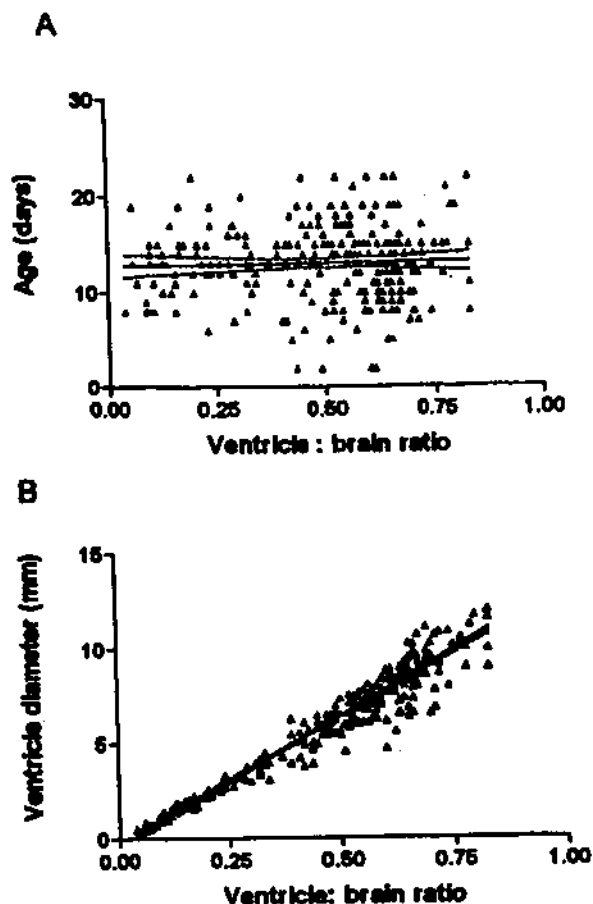 A
30
20
10
0
Age (days)
0.00 0.25 0.50 0.75 1.00
Ventricle : brain ratio
B
15
10
5
0
Ventricle diameter (mm)
0.00 0.25 0.50 0.75 1.00
Ventricle: brain ratio